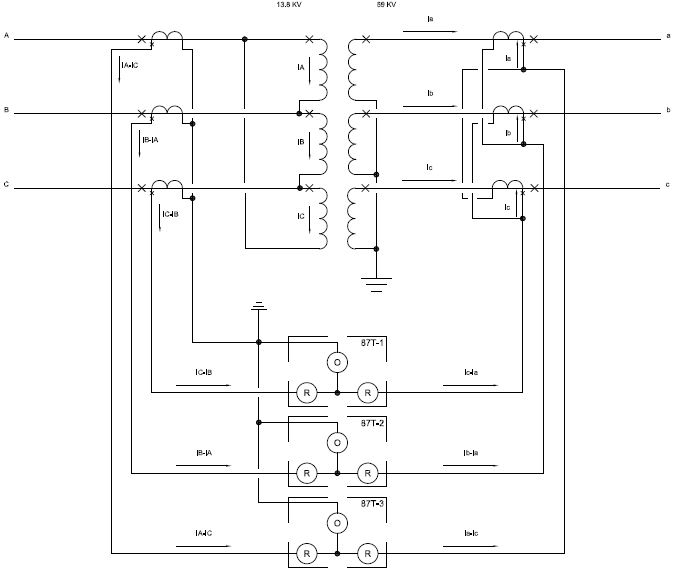 13.8 KV 59 KV
A Ia a
IA-IC IA Ia
B Ib b
IB-IA IB Ib
C Ic c
IC-IB IC Ic
87T-1
O
IC-IB R R Ic-Ia
87T-2
O
IB-IA R R Ib-Ia
87T-3
O
IA-IC R R Ia-Ic